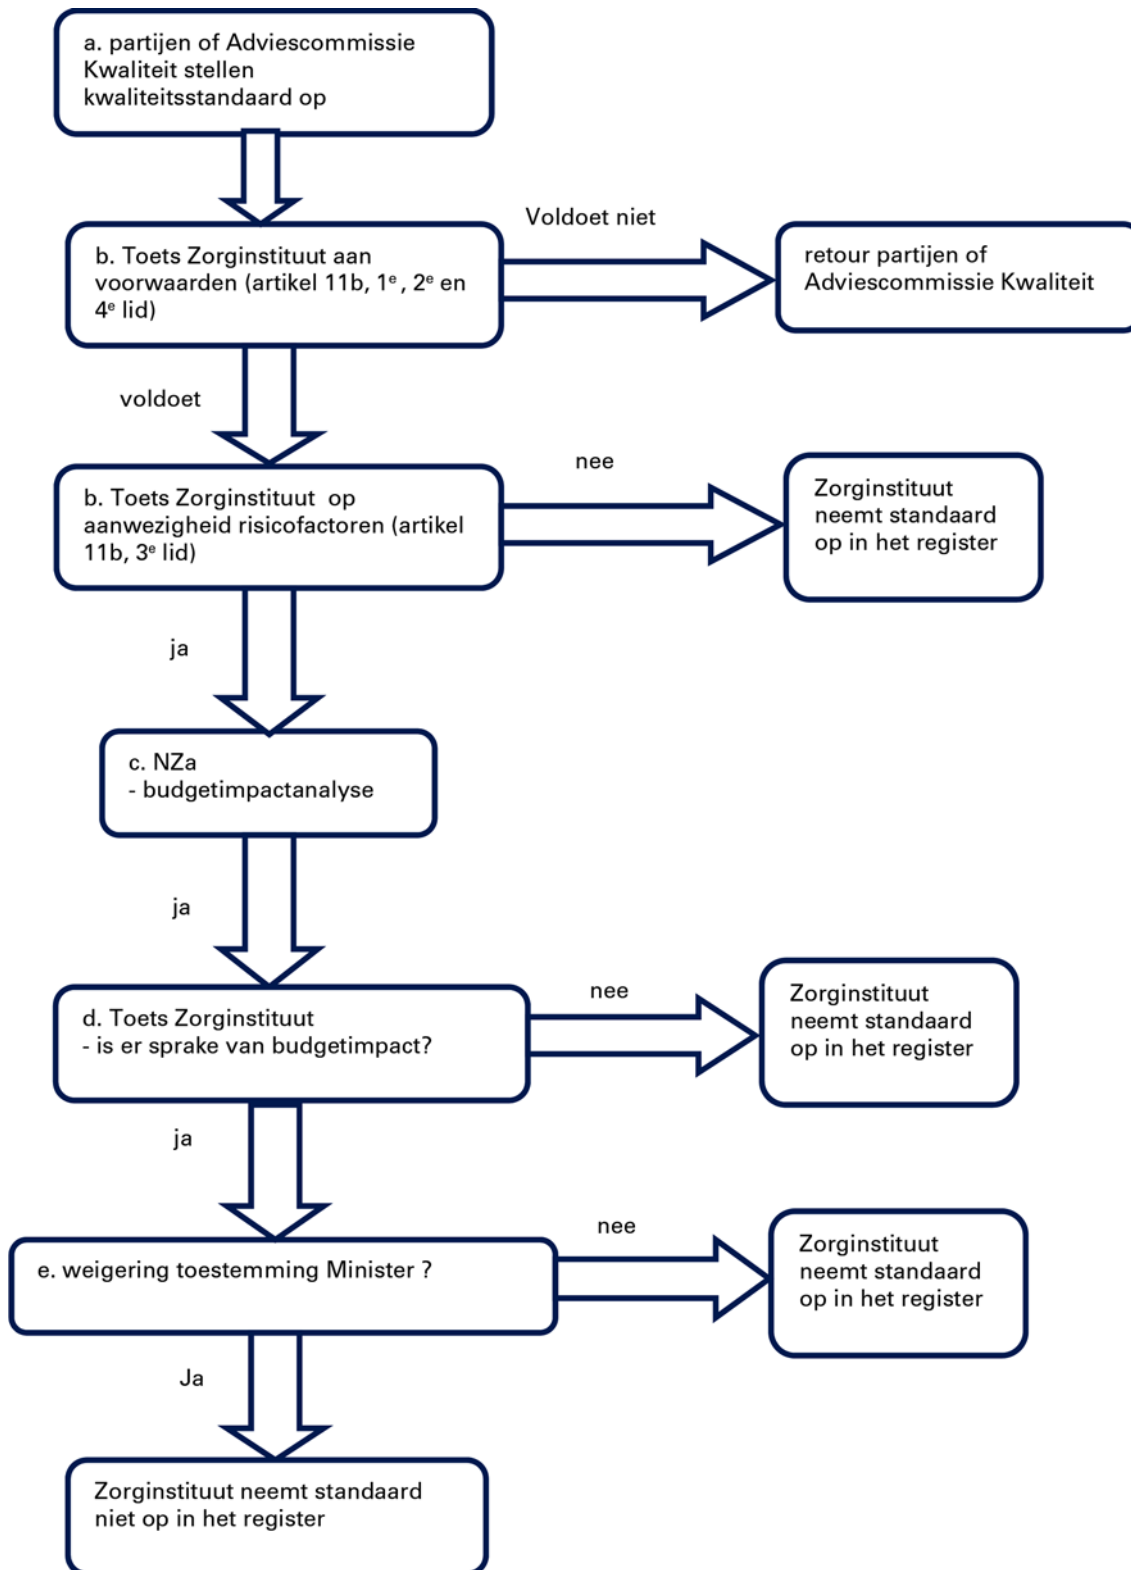 a. partijen of Adviescommissie
Kwaliteit stellen
kwaliteitsstandaard op
Voldoet niet
b. Toets Zorginstituut aan
voorwaarden (artikel 11b, 1ᵉ, 2ᵉ en
4ᵉ lid)
retour partijen of
Adviescommissie Kwaliteit
voldoet
nee
b. Toets Zorginstituut op
aanwezigheid risicofactoren (artikel
11b, 3ᵉ lid)
Zorginstituut
neemt standaard
op in het register
ja
c. NZa
- budgetimpactanalyse
ja
nee
d. Toets Zorginstituut
- is er sprake van budgetimpact?
Zorginstituut
neemt standaard
op in het register
ja
nee
e. weigering toestemming Minister ?
Zorginstituut
neemt standaard
op in het register
Ja
Zorginstituut neemt standaard
niet op in het register